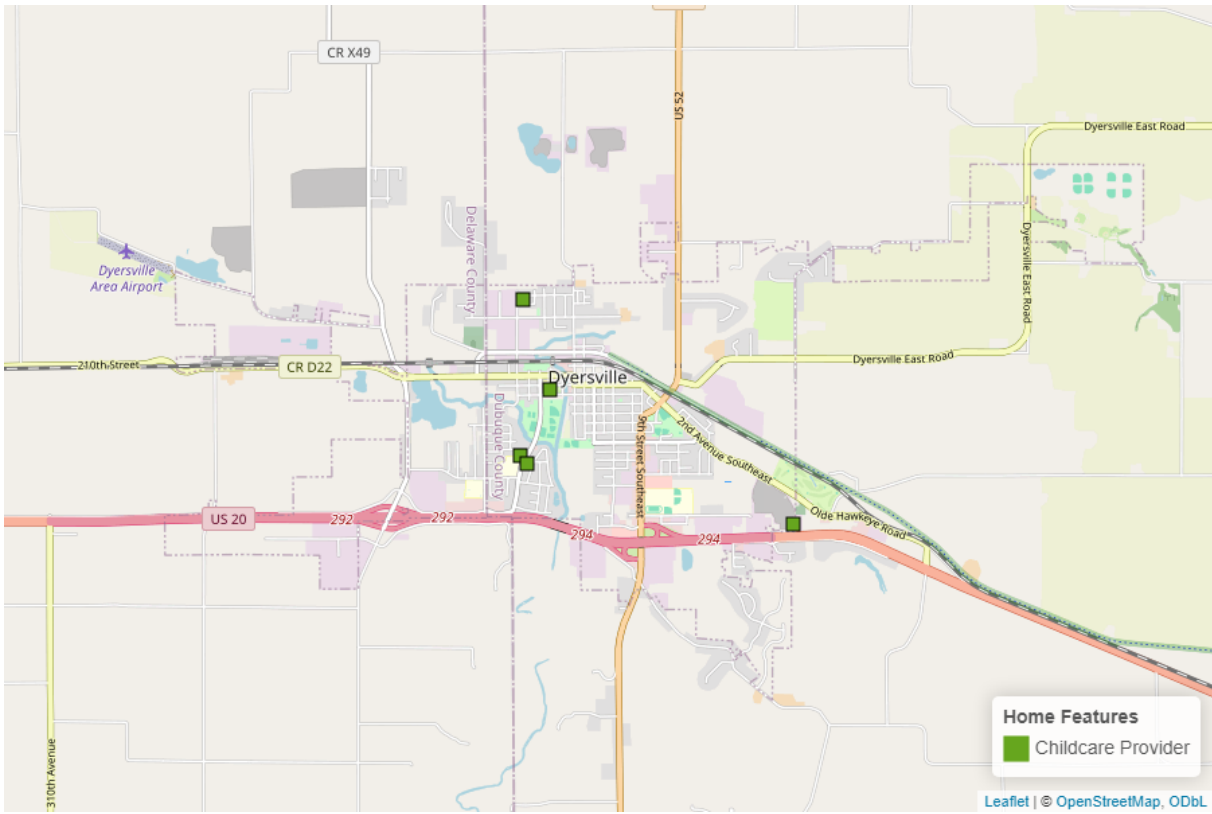 CR X49
US 52
Dyersville East Road
Delaware County
Dyersville East Road
Dyersville
Area Airport
210th Street
CR D22
Dyersville East Road
Dyersville
Dubuque County
9th Street Southeast
2nd Avenue Southeast
Olde Hawkeye Road
US 20
292
292
294
294
310th Avenue
Home Features
Childcare Provider
Leaflet | © OpenStreetMap, ODbL